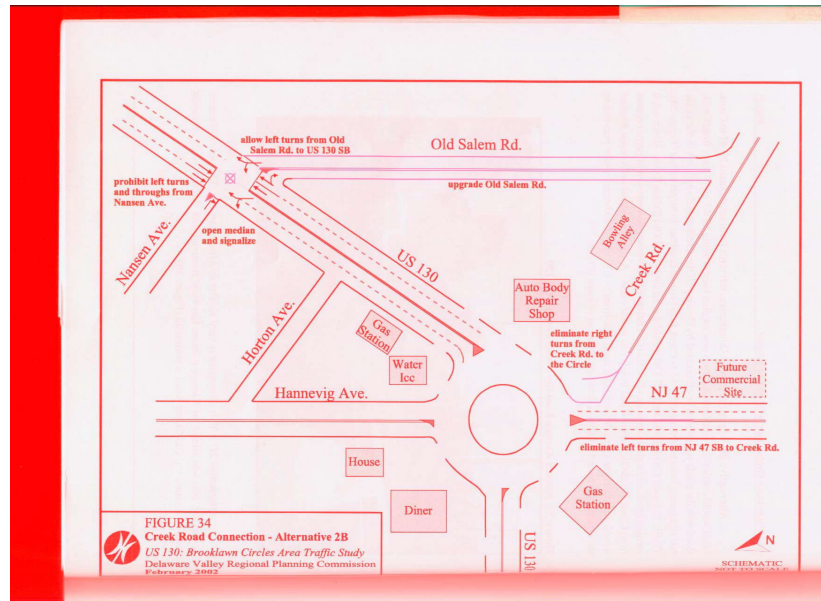 Old Salem Rd.
allow left turns from Old
Salem Rd. to US 130 SB
upgrade Old Salem Rd.
prohibit left turns
and throughs from
Nansen Ave.
open median
and signalize
Nansen Ave.
US 130
Bowling
Alley
Creek Rd.
Auto Body
Repair
Shop
Horton Ave.
Gas
Station
Water
Ice
eliminate right
turns from
Creek Rd. to
the Circle
Future
Commercial
Site
NJ 47
Hannevig Ave.
eliminate left turns from NJ 47 SB to Creek Rd.
House
Diner
Gas
Station
US 130
FIGURE 34
Creek Road Connection - Alternative 2B
US 130: Brooklawn Circles Area Traffic Study
Delaware Valley Regional Planning Commission
February 2002
N
SCHEMATIC
NOT TO SCALE